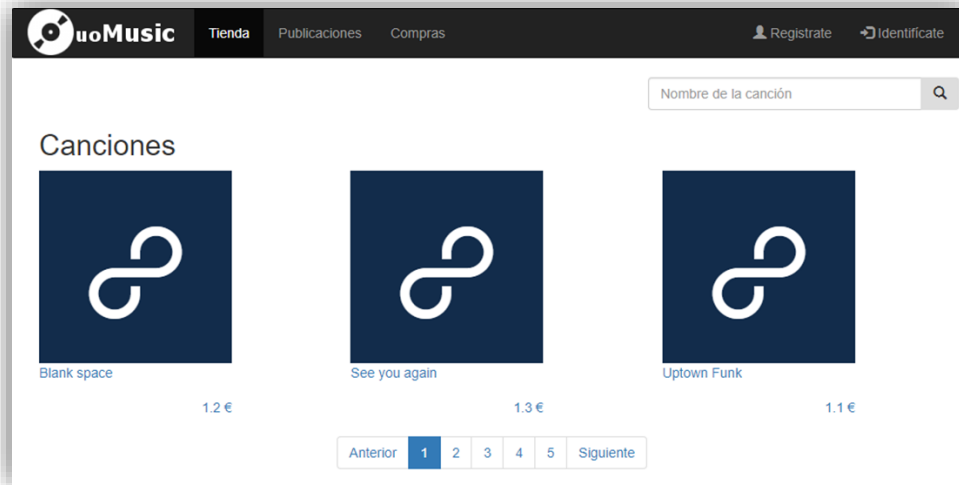 uoMusic Tienda Publicaciones Compras Registrate Identifícate
Nombre de la canción
Canciones
Blank space See you again Uptown Funk
1.2 € 1.3 € 1.1 €
Anterior 1 2 3 4 5 Siguiente